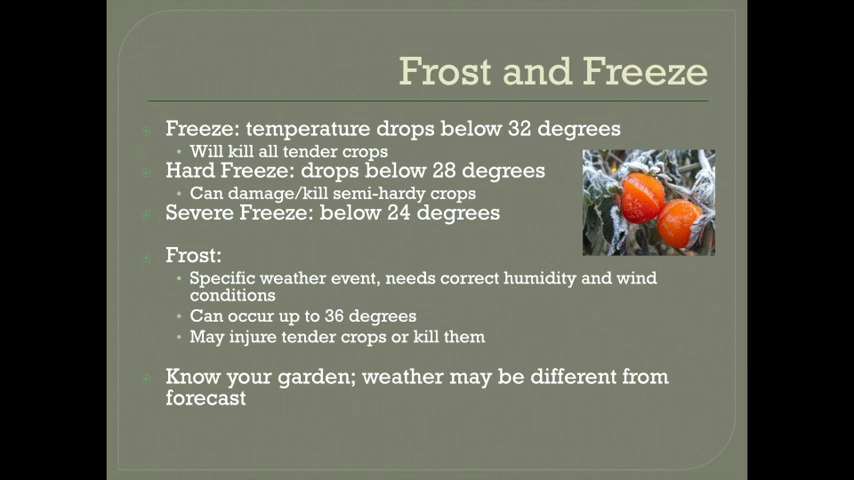 Frost and Freeze
Freeze: temperature drops below 32 degrees
Will kill all tender crops
Hard Freeze: drops below 28 degrees
Can damage/kill semi-hardy crops
Severe Freeze: below 24 degrees
Frost:
Specific weather event, needs correct humidity and wind
conditions
Can occur up to 36 degrees
May injure tender crops or kill them
Know your garden; weather may be different from
forecast